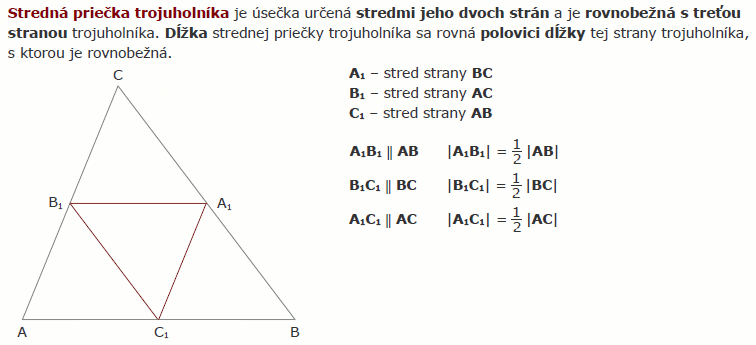 Stredná priečka trojuholníka je úsečka určená stredmi jeho dvoch strán a je rovnobežná s treťou
stranou trojuholníka. Dĺžka strednej priečky trojuholníka sa rovná polovici dĺžky tej strany trojuholníka,
s ktorou je rovnobežná.
C
A₁ – stred strany BC
B₁ – stred strany AC
C₁ – stred strany AB
A₁B₁ ∥ AB |A₁B₁| = 1/2 |AB|
B₁C₁ ∥ BC |B₁C₁| = 1/2 |BC|
A₁C₁ ∥ AC |A₁C₁| = 1/2 |AC|
B₁ A₁
A C₁ B